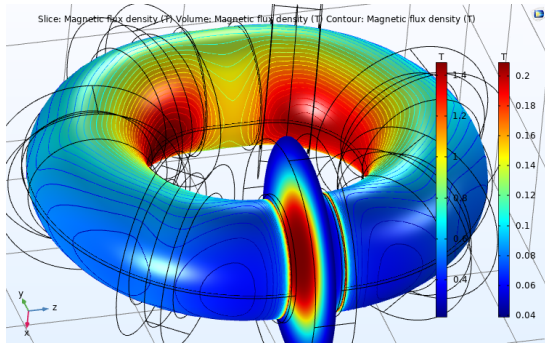 Slice: Magnetic flux density (T) Volume: Magnetic flux density (T) Contour: Magnetic flux density (T)
T T
1.4 0.2
1.2 0.18
0.16
1 0.14
0.12
0.8 0.1
0.6 0.08
0.4 0.06
0.04
y z
x